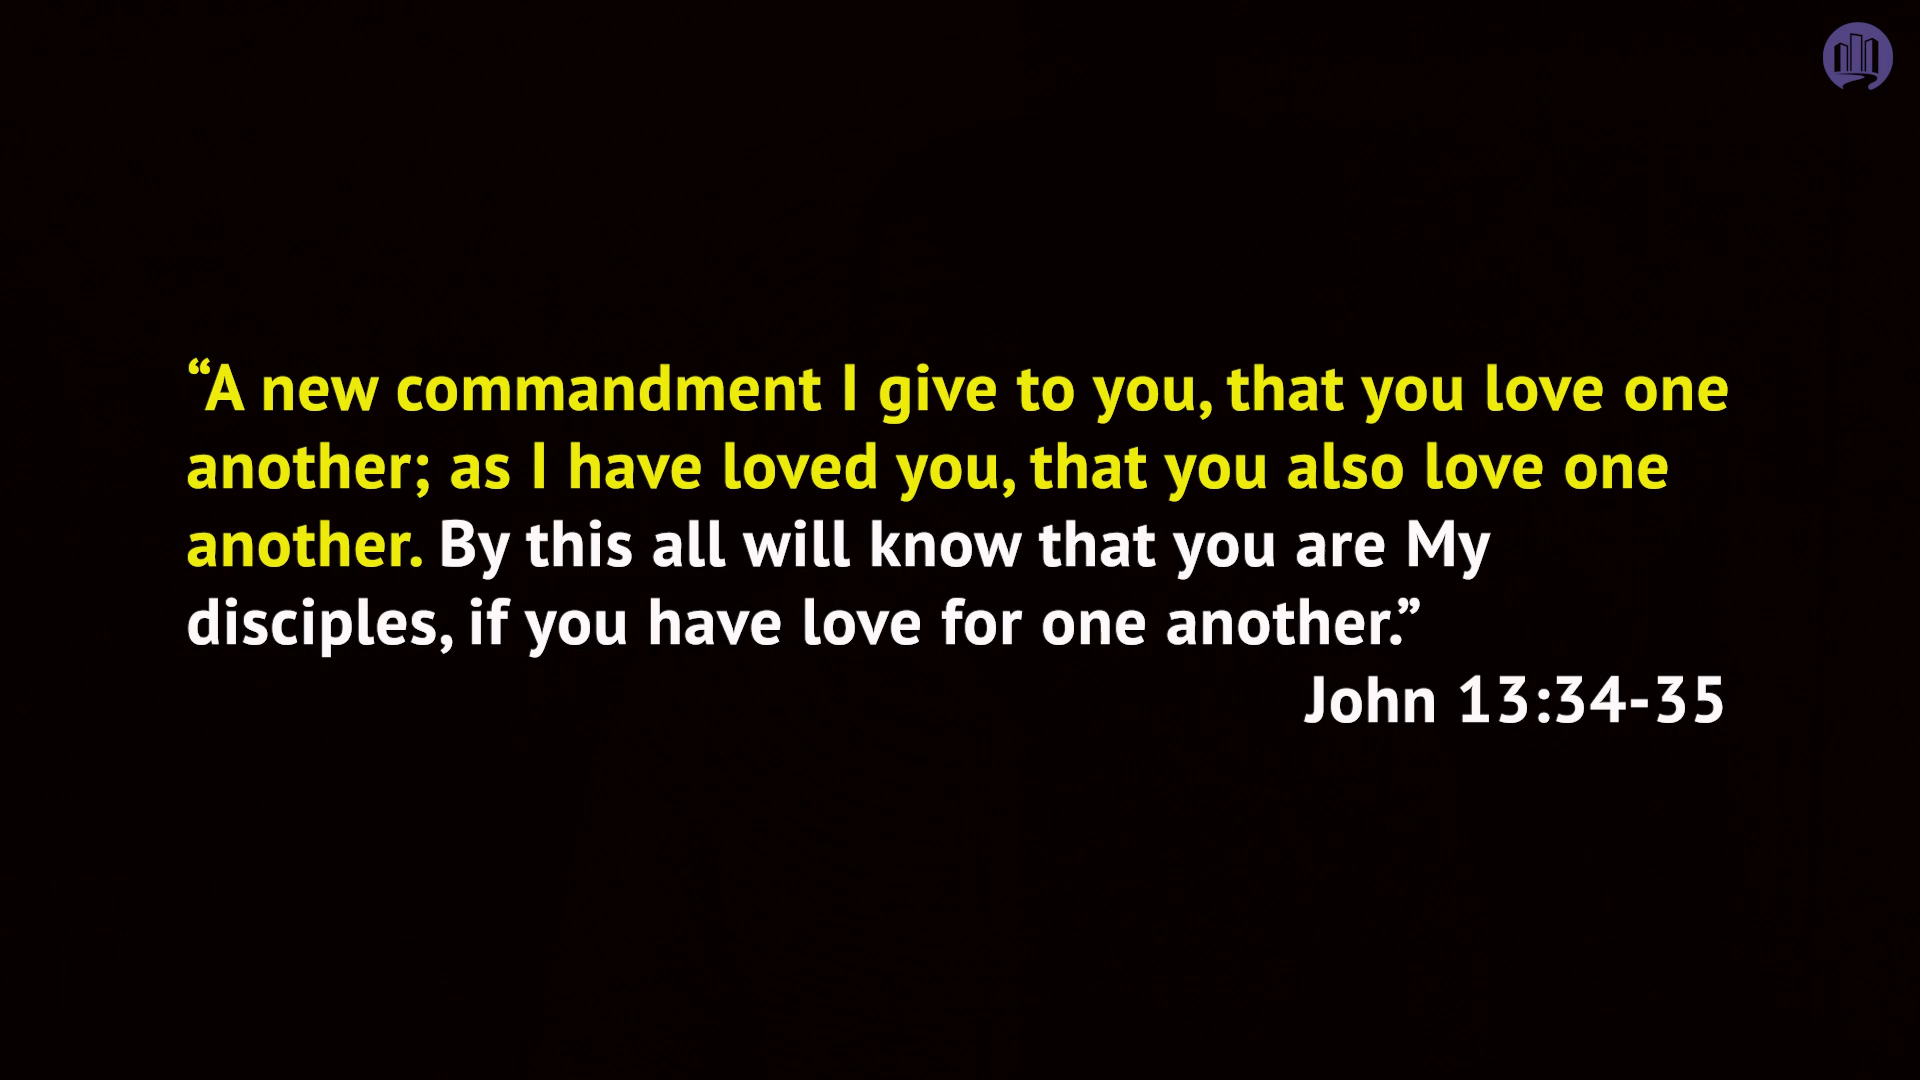 “A new commandment I give to you, that you love one
another; as I have loved you, that you also love one
another. By this all will know that you are My
disciples, if you have love for one another.”
John 13:34-35